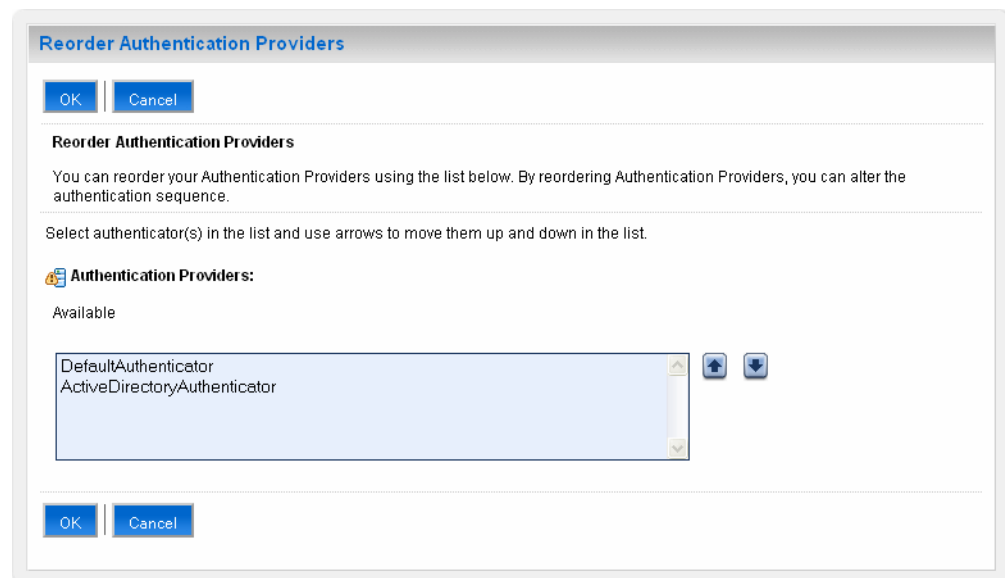 Reorder Authentication Providers
OK
Cancel
Reorder Authentication Providers
You can reorder your Authentication Providers using the list below. By reordering Authentication Providers, you can alter the
authentication sequence.
Select authenticator(s) in the list and use arrows to move them up and down in the list.
Authentication Providers:
Available
DefaultAuthenticator
ActiveDirectoryAuthenticator
OK
Cancel